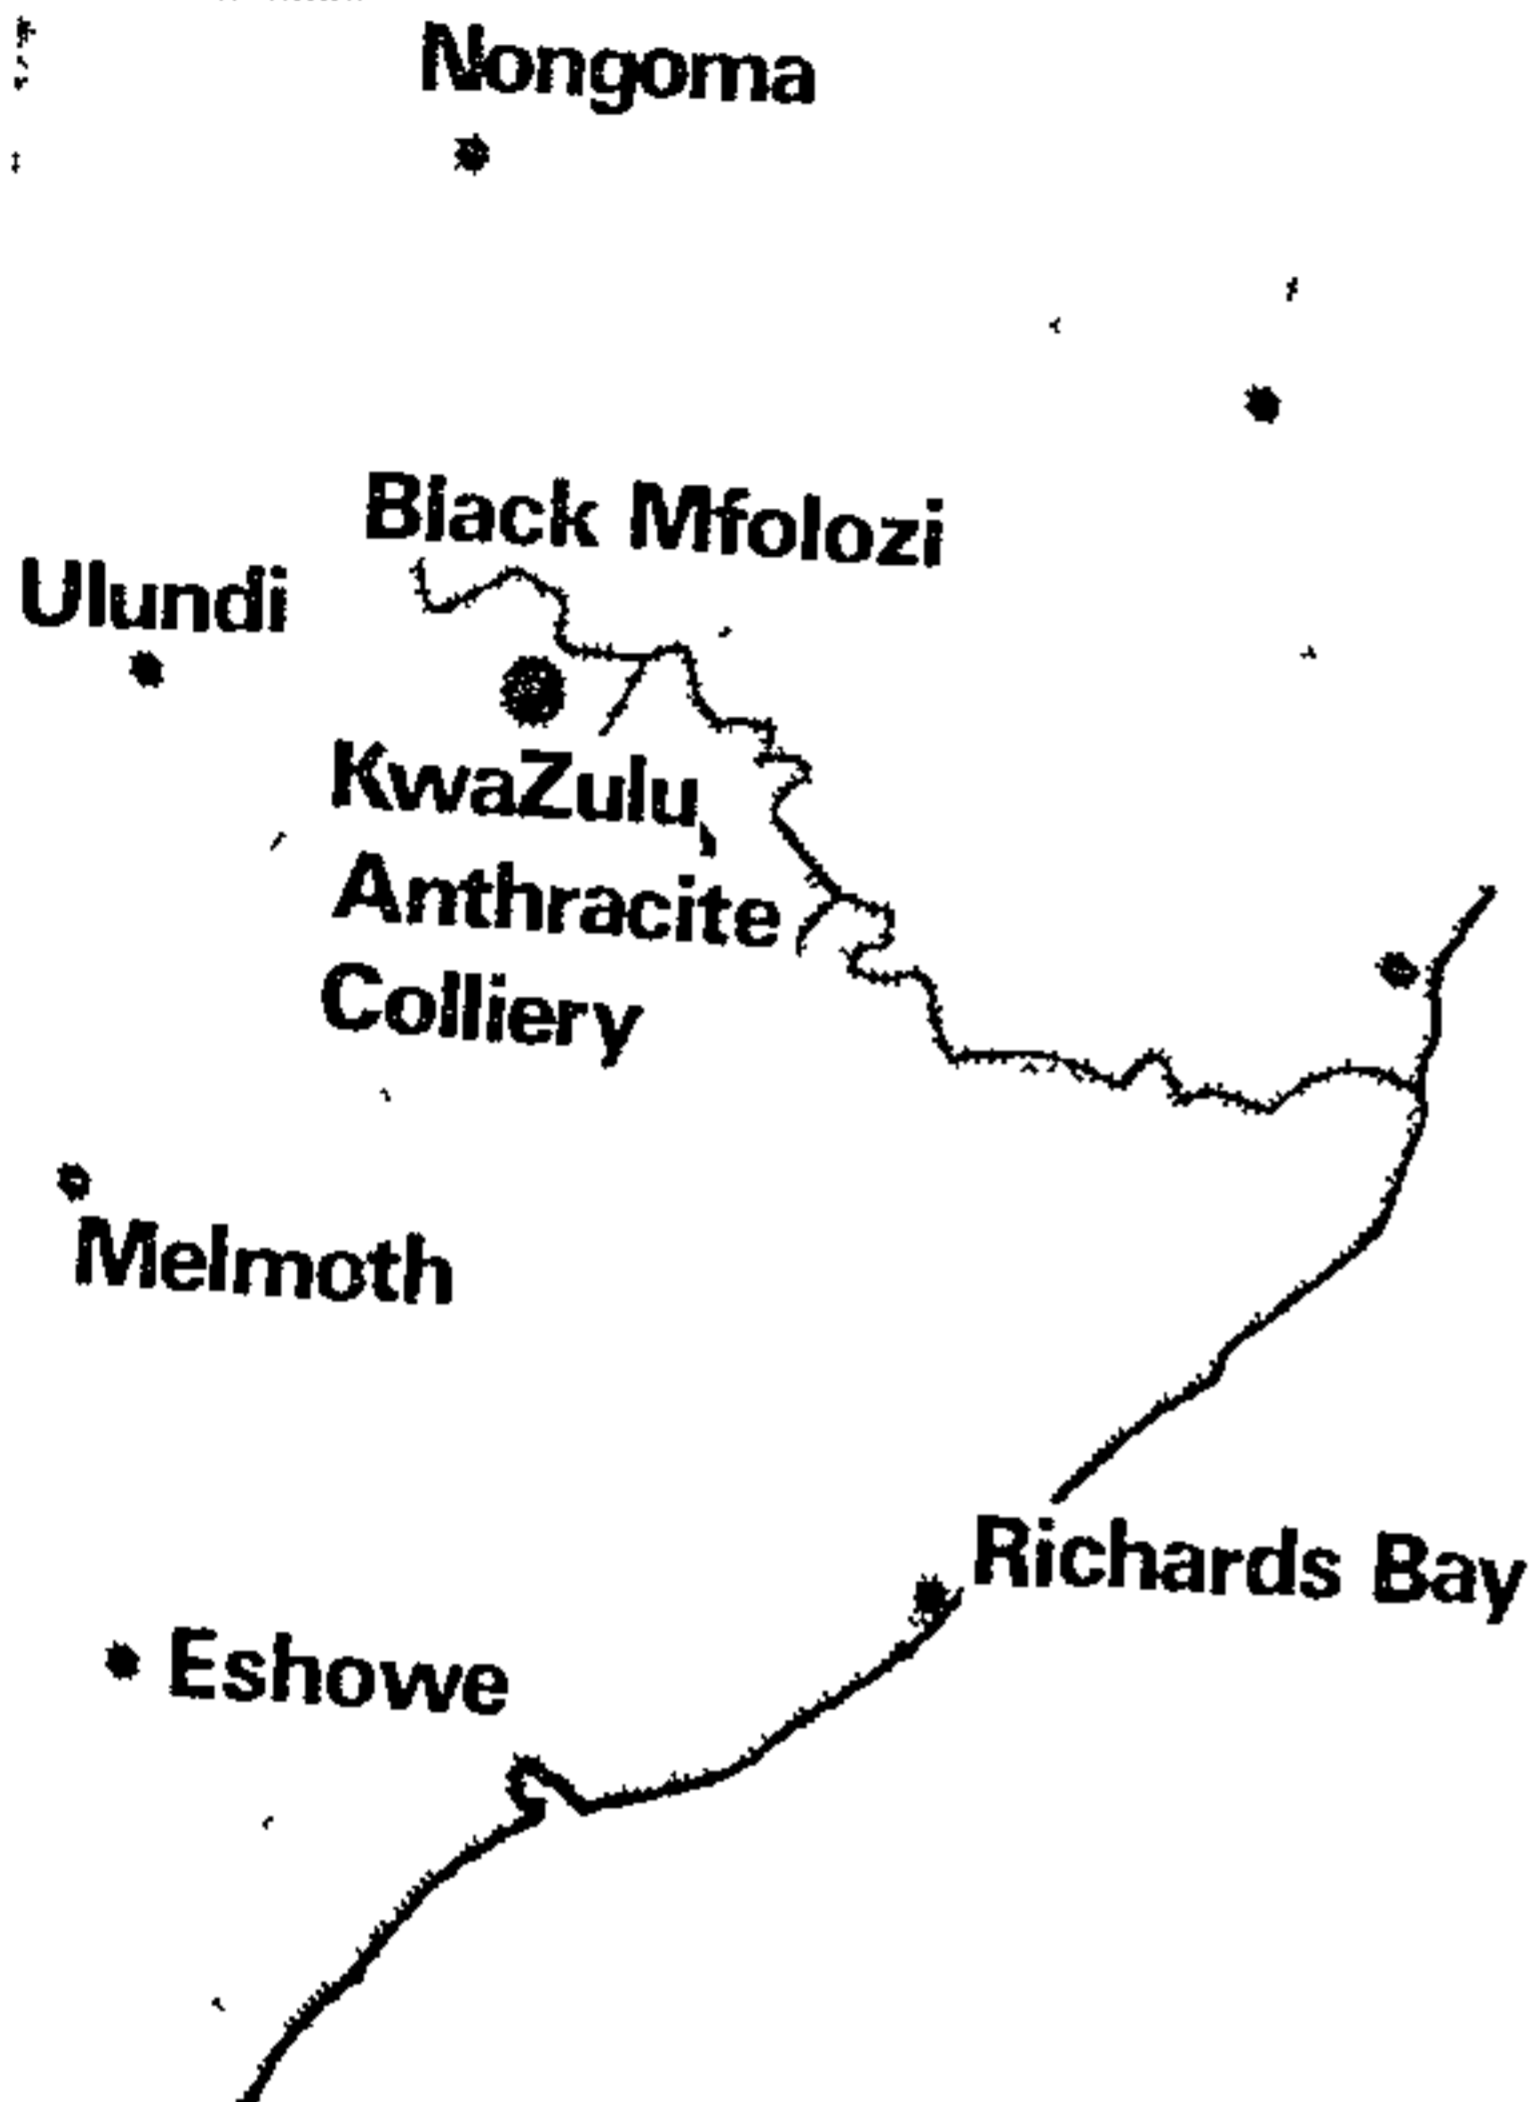 Nongoma
Black Mfolozi
Ulundi
KwaZulu
Anthracite
Colliery
Melmoth
Richards Bay
Eshowe